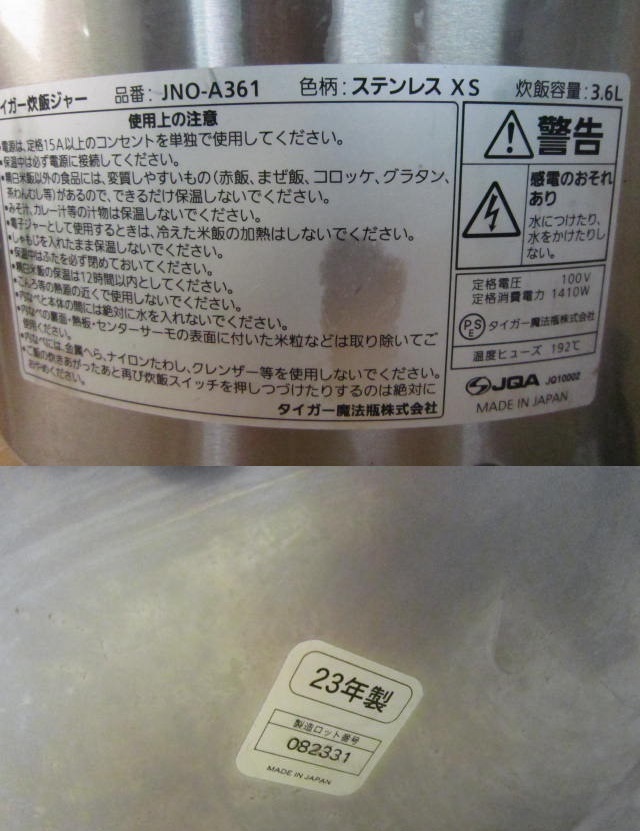 イガー炊飯ジャー 品番: JNO-A361 色柄: ステンレス XS 炊飯容量: 3.6L
使用上の注意
電源は、定格15A以上のコンセントを単独で使用してください。
•保温中は必ず電源に接続してください。
•白米飯以外の食品には、変質しやすいもの(赤飯、まぜ飯、コロッケ、グラタン、
茶わんむし等)があるので、できるだけ保温しないでください。
•みそ汁、カレー汁等の汁物は保温しないでください。
•電子ジャーとして使用するときは、冷えた米飯の加熱はしないでください。
•しゃもじを入れたまま保温しないでください。
•保温中はふたを必ず閉めておいてください。
•白米飯の保温は12時間以内としてください。
•こんろ等の熱源の近くで使用しないでください。
•内なべと本体の間には絶対に水を入れないでください。
•内なべの裏面・熱板・センターサーモの表面に付いた米粒などは取り除いてご
使用ください。
•内なべには、金属へら、ナイロンたわし、クレンザー等を使用しないでください。
•ご飯の炊きあがったあと再び炊飯スイッチを押しつづけたりするのは絶対に
おやめください。
タイガー魔法瓶株式会社
警告
感電のおそれ
あり
水につけたり、
水をかけたりし
ない。
定格電圧 100V
定格消費電力 1410W
PSE タイガー魔法瓶株式会社
温度ヒューズ 192℃
JQA JQ1000Z
MADE IN JAPAN
23年製
製造ロット番号
082331
MADE IN JAPAN